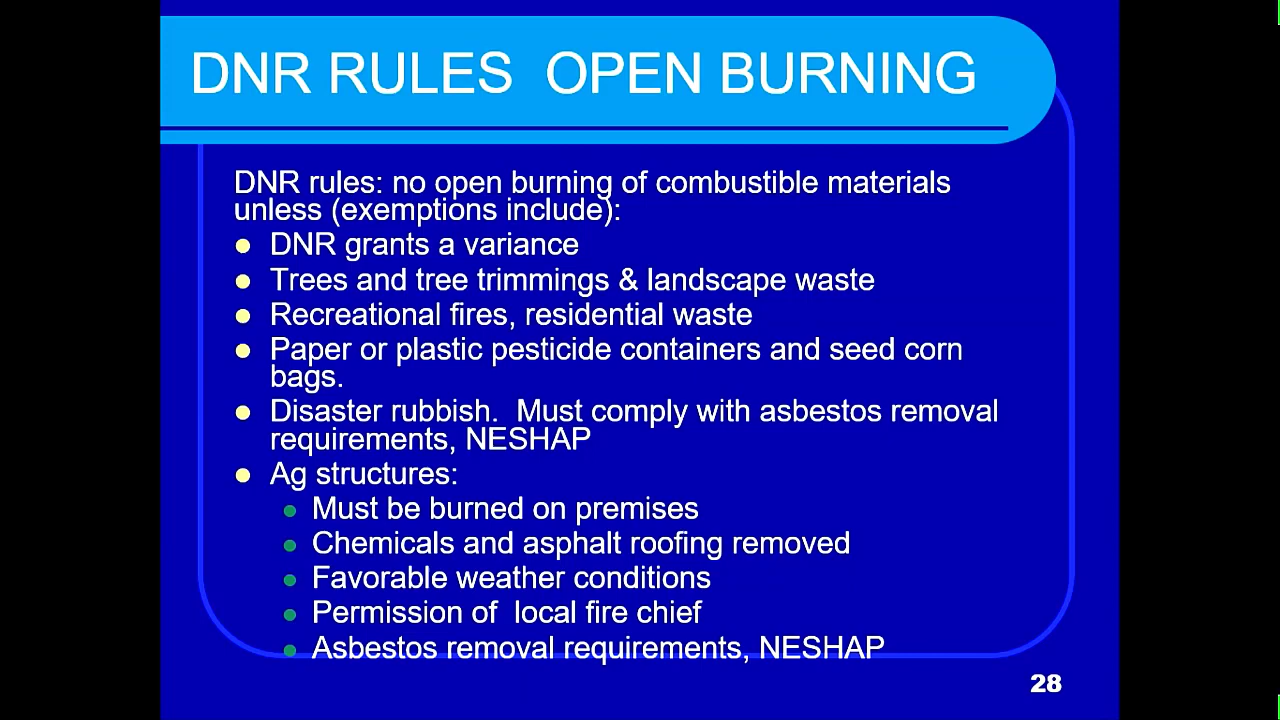 DNR RULES  OPEN BURNING
DNR rules: no open burning of combustible materials
unless (exemptions include):
DNR grants a variance
Trees and tree trimmings & landscape waste
Recreational fires, residential waste
Paper or plastic pesticide containers and seed corn
bags.
Disaster rubbish.  Must comply with asbestos removal
requirements, NESHAP
Ag structures:
Must be burned on premises
Chemicals and asphalt roofing removed
Favorable weather conditions
Permission of  local fire chief
Asbestos removal requirements, NESHAP
28